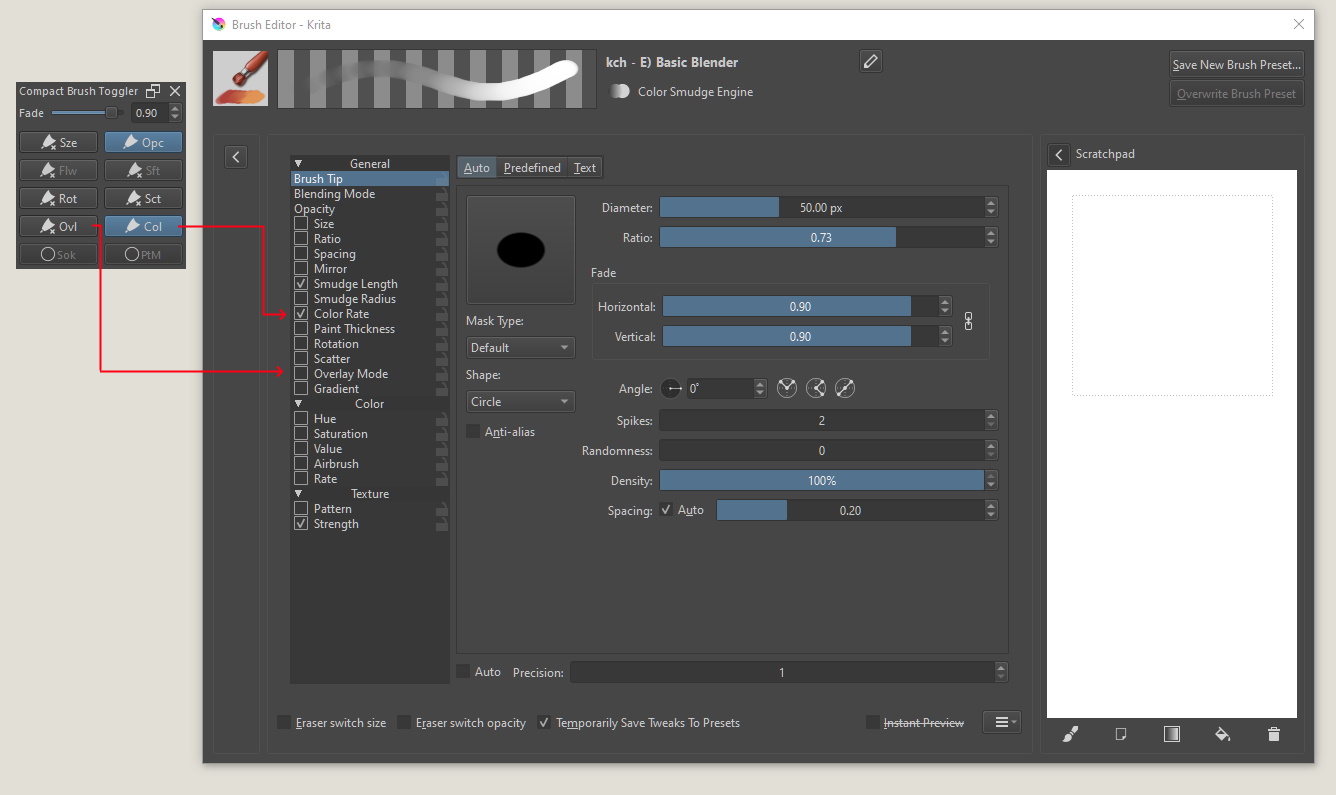 Brush Editor - Krita
kch - E) Basic Blender
Color Smudge Engine
Save New Brush Preset...
Overwrite Brush Preset
Compact Brush Toggler
Fade 0.90
Sze Opc
Flw Sft
Rot Sct
Ovl Col
Sok PtM
General
Brush Tip
Blending Mode
Opacity
Size
Ratio
Spacing
Mirror
Smudge Length
Smudge Radius
Color Rate
Paint Thickness
Rotation
Scatter
Overlay Mode
Gradient
Color
Hue
Saturation
Value
Airbrush
Rate
Texture
Pattern
Strength
Auto Predefined Text
Diameter: 50.00 px
Ratio: 0.73
Fade
Horizontal: 0.90
Vertical: 0.90
Mask Type:
Default
Shape:
Circle
Anti-alias
Angle: 0°
Spikes: 2
Randomness: 0
Density: 100%
Spacing: Auto 0.20
Auto Precision: 1
Eraser switch size Eraser switch opacity Temporarily Save Tweaks To Presets Instant Preview
Scratchpad